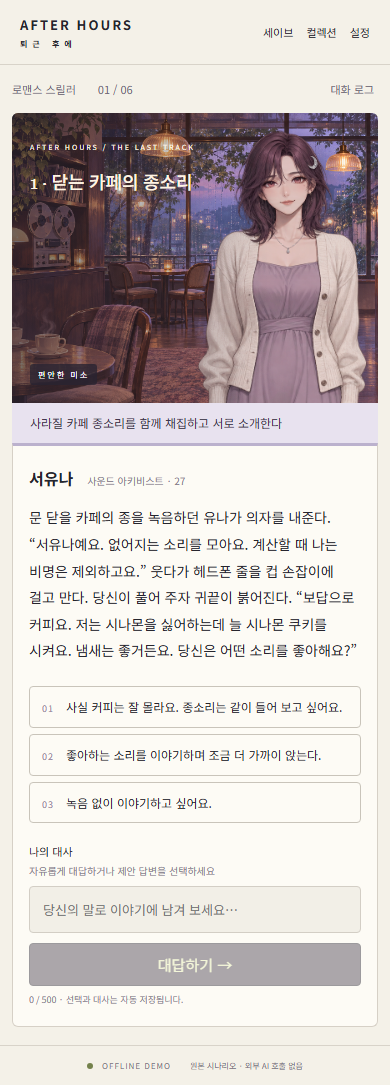 AFTER HOURS
퇴근 후에
세이브 컬렉션 설정
로맨스 스릴러 01 / 06 대화 로그
AFTER HOURS / THE LAST TRACK
1 · 닫는 카페의 종소리
편안한 미소
사라질 카페 종소리를 함께 채집하고 서로 소개한다
서유나 사운드 아키비스트 · 27
문 닫을 카페의 종을 녹음하던 유나가 의자를 내준다.
“서유나예요. 없어지는 소리를 모아요. 계산할 때 나는
비명은 제외하고요.” 웃다가 헤드폰 줄을 컵 손잡이에
걸고 만다. 당신이 풀어 주자 귀끝이 붉어진다. “보답으로
커피요. 저는 시나몬을 싫어하는데 늘 시나몬 쿠키를
시켜요. 냄새는 좋거든요. 당신은 어떤 소리를 좋아해요?”
01 사실 커피는 잘 몰라요. 종소리는 같이 들어 보고 싶어요.
02 좋아하는 소리를 이야기하며 조금 더 가까이 앉는다.
03 녹음 없이 이야기하고 싶어요.
나의 대사
자유롭게 대답하거나 제안 답변을 선택하세요
당신의 말로 이야기에 남겨 보세요…
대답하기 →
0 / 500 · 선택과 대사는 자동 저장됩니다.
OFFLINE DEMO 원본 시나리오 · 외부 AI 호출 없음